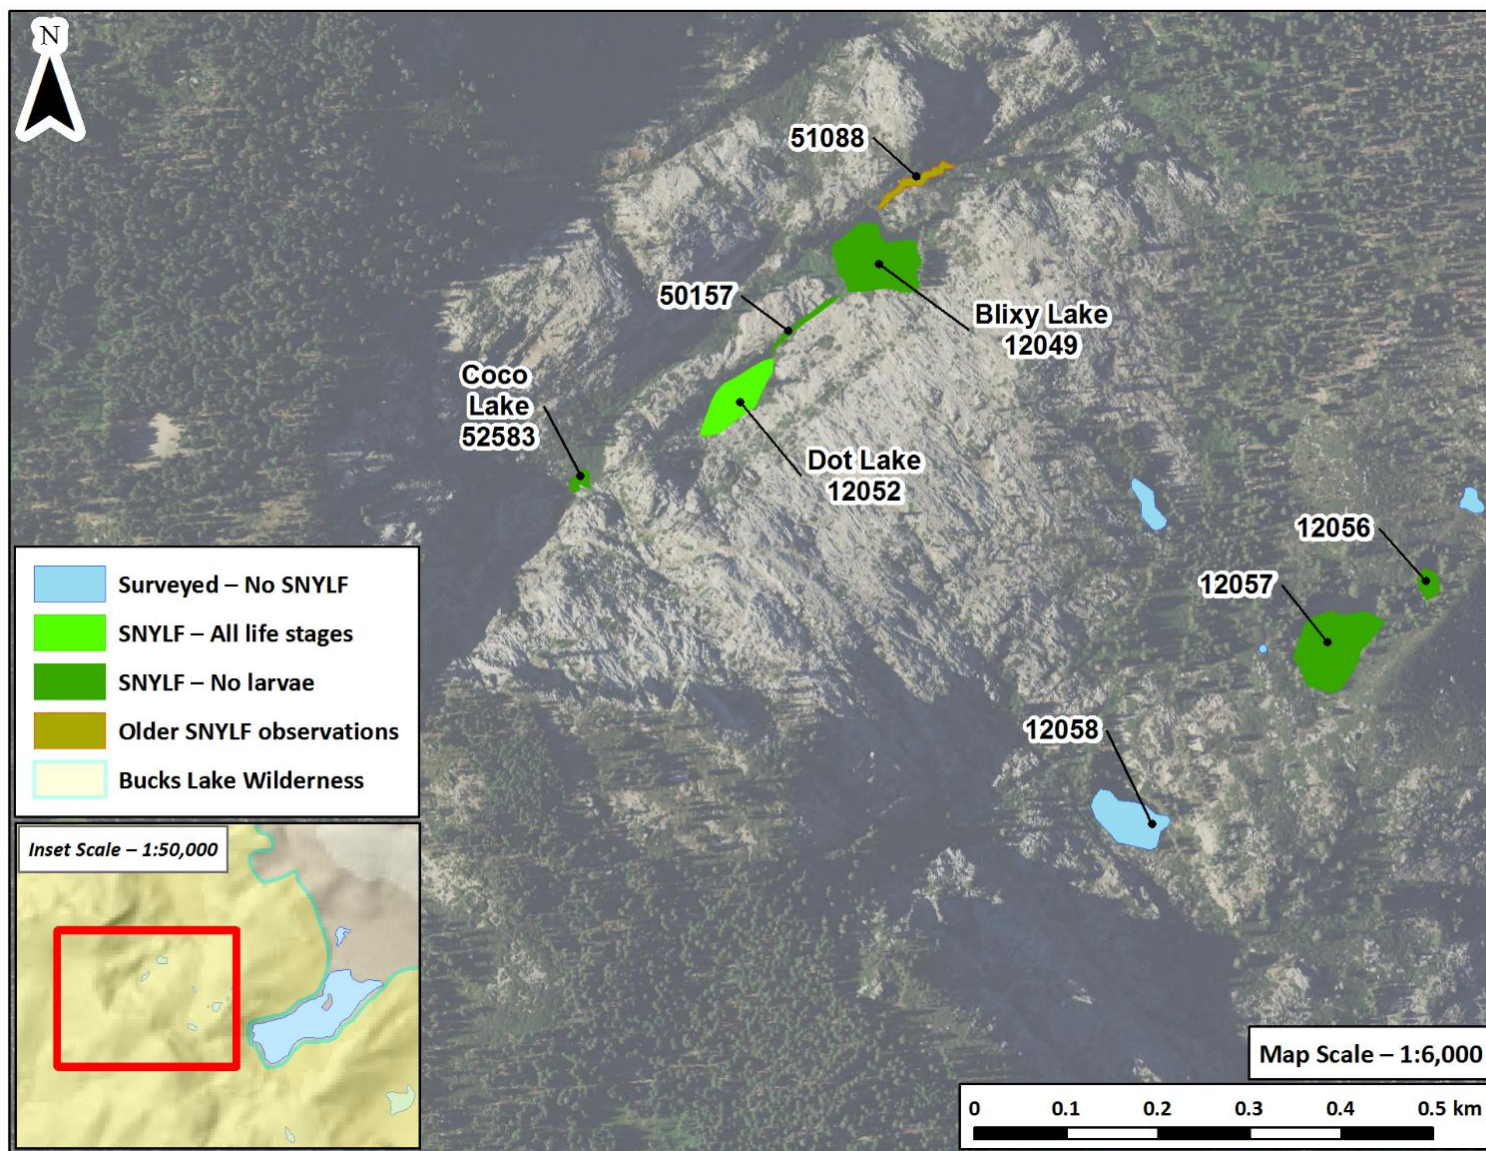 N
51088
50157
Blixy Lake
12049
Coco
Lake
52583
Dot Lake
12052
12056
12057
12058
Surveyed – No SNYLF
SNYLF – All life stages
SNYLF – No larvae
Older SNYLF observations
Bucks Lake Wilderness
Inset Scale – 1:50,000
Map Scale – 1:6,000
0 0.1 0.2 0.3 0.4 0.5 km